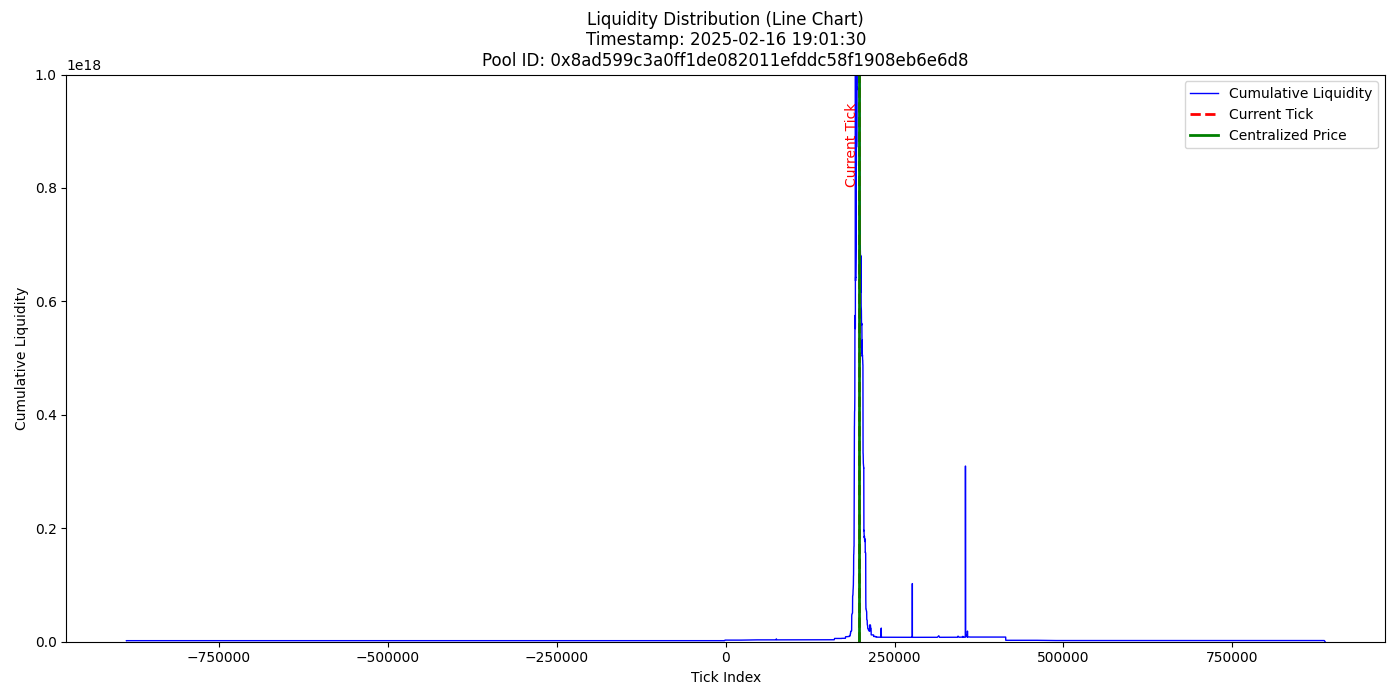 Liquidity Distribution (Line Chart)
Timestamp: 2025-02-16 19:01:30
Pool ID: 0x8ad599c3a0ff1de082011efddc58f1908eb6e6d8
1e18
1.0
0.8
0.6
0.4
0.2
0.0
Cumulative Liquidity
Current Tick
Cumulative Liquidity
Current Tick
Centralized Price
−750000
−500000
−250000
0
250000
500000
750000
Tick Index